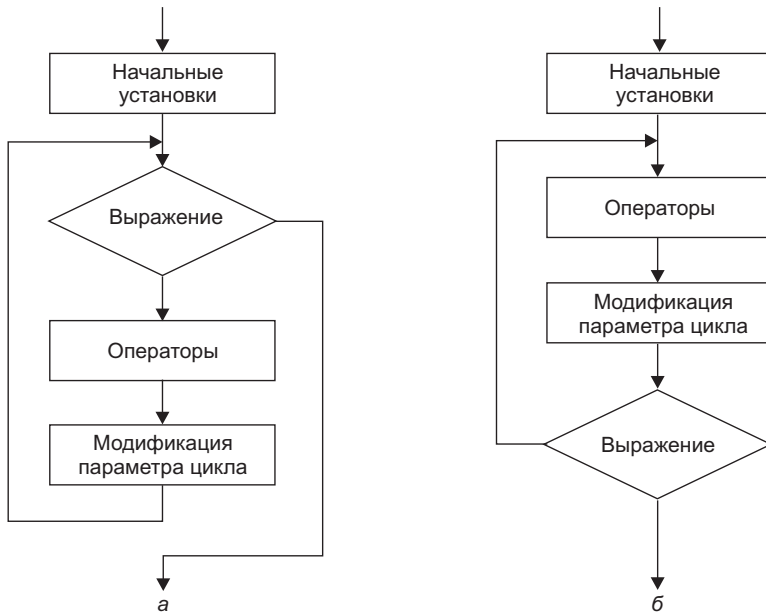 Начальные
установки
Выражение
Операторы
Модификация
параметра цикла
а
Начальные
установки
Операторы
Модификация
параметра цикла
Выражение
б